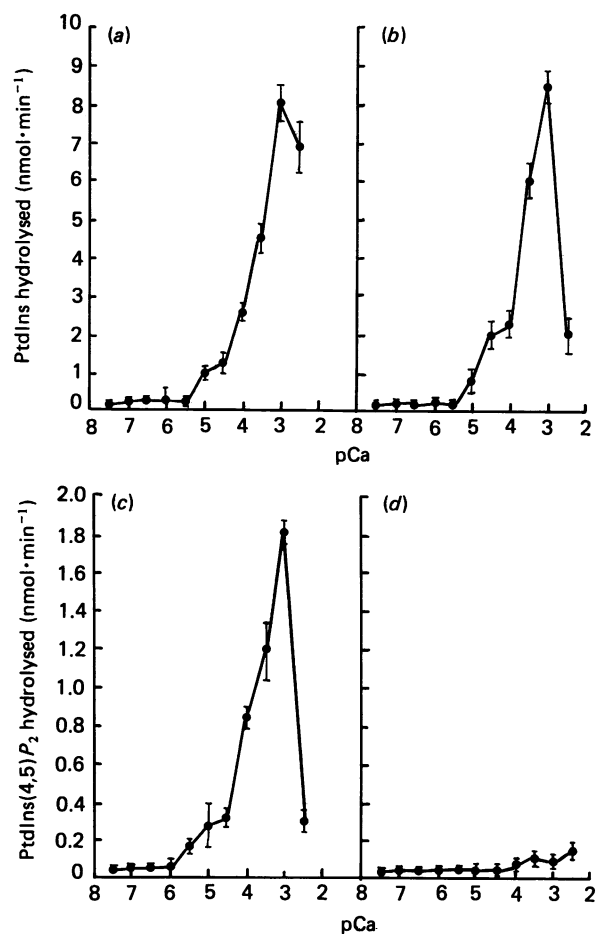 PtdIns hydrolysed (nmol·min⁻¹)
10
9
8
7
6
5
4
3
2
1
0
(a)
(b)
8 7 6 5 4 3 2 8 7 6 5 4 3 2
pCa
PtdIns(4,5)P₂ hydrolysed (nmol·min⁻¹)
2.0
1.8
1.6
1.4
1.2
1.0
0.8
0.6
0.4
0.2
0
(c)
(d)
8 7 6 5 4 3 2 8 7 6 5 4 3 2
pCa